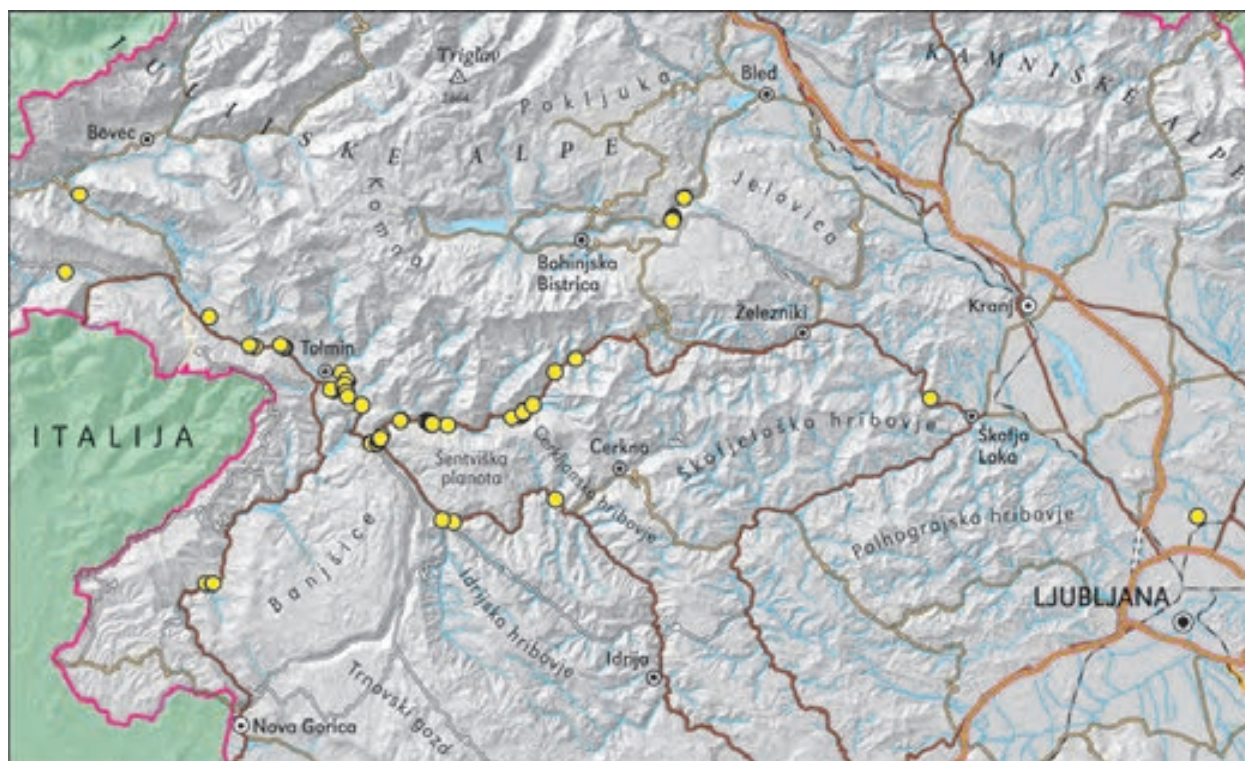 JULIJSKE ALPE
Triglav
2864
Pokljuka
Bled
KAMNIŠKE ALPE
Bovec
Komna
Jelovica
Bohinjska
Bistrica
Železniki
Kranj
Tolmin
ITALIJA
Šentviška
planota
Cerkljansko hribovje
Cerkno
Škofjeloško hribovje
Škofja
Loka
Banjšice
Polhograjsko hribovje
Idrijsko hribovje
LJUBLJANA
Idrija
Trnovski gozd
Nova Gorica